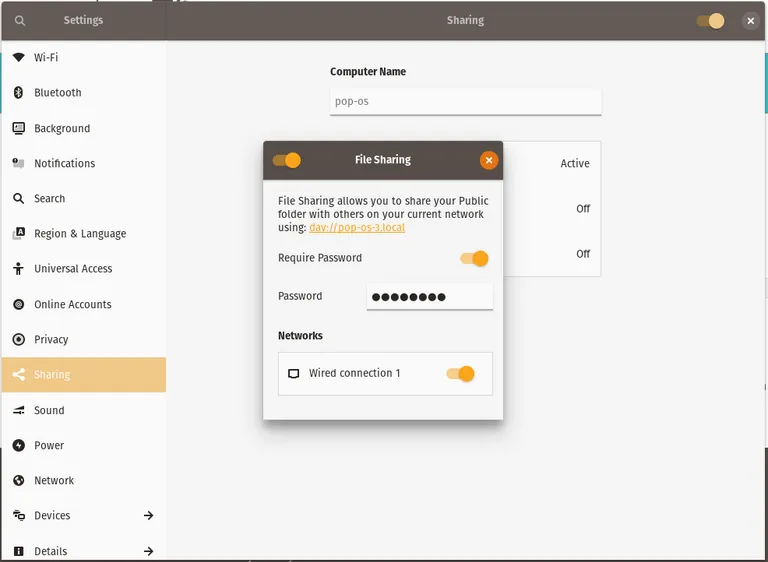 Settings
Sharing
Wi-Fi
Bluetooth
Background
Notifications
Search
Region & Language
Universal Access
Online Accounts
Privacy
Sharing
Sound
Power
Network
Devices
Details
Computer Name
pop-os
Active
Off
Off
File Sharing
File Sharing allows you to share your Public
folder with others on your current network
using: dav://pop-os-3.local
Require Password
Password
Networks
Wired connection 1